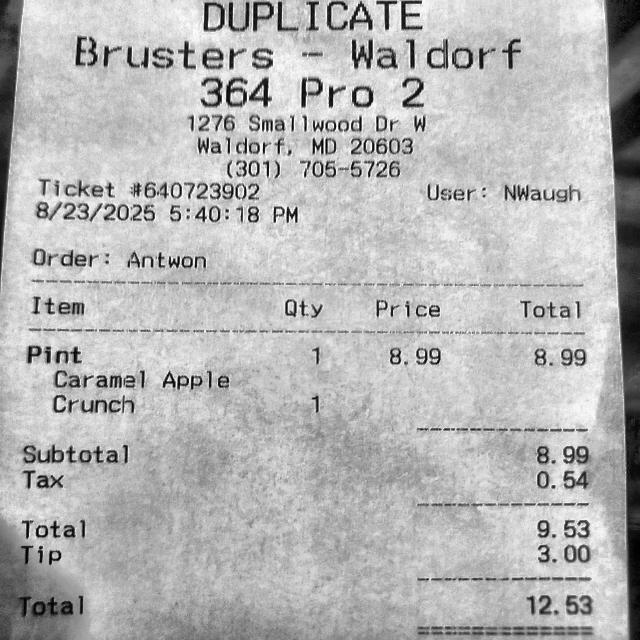 DUPLICATE
Brusters - Waldorf
364 Pro 2
1276 Smallwood Dr W
Waldorf, MD 20603
(301) 705-5726
Ticket #640723902 User: NWaugh
8/23/2025 5:40:18 PM
Order: Antwon
Item Qty Price Total
Pint 1 8.99 8.99
Caramel Apple
Crunch 1
Subtotal 8.99
Tax 0.54
Total 9.53
Tip 3.00
Total 12.53